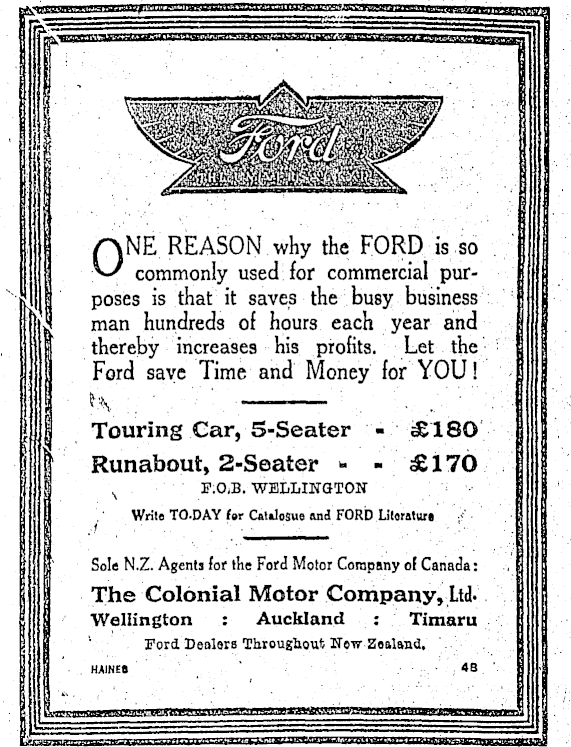 Ford
THE UNIVERSAL CAR
ONE REASON why the FORD is so
commonly used for commercial pur-
poses is that it saves the busy business
man hundreds of hours each year and
thereby increases his profits. Let the
Ford save Time and Money for YOU!
Touring Car, 5-Seater - £180
Runabout, 2-Seater - - £170
F.O.B. WELLINGTON
Write TO-DAY for Catalogue and FORD Literature
Sole N.Z. Agents for the Ford Motor Company of Canada:
The Colonial Motor Company, Ltd.
Wellington : Auckland : Timaru
Ford Dealers Throughout New Zealand.
HAINES 4B